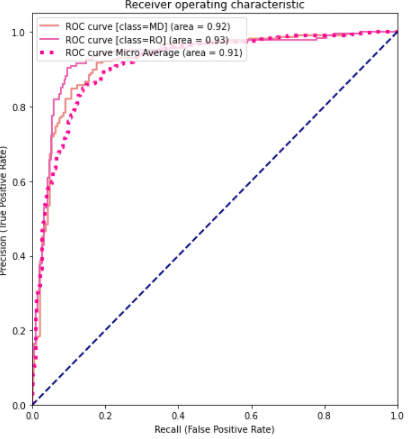 Receiver operating characteristic
ROC curve [class=MD] (area = 0.92)
ROC curve [class=RO] (area = 0.93)
ROC curve Microaverage (area = 0.91)
Precision (True Positive Rate)
1.0
0.8
0.6
0.4
0.2
0.0
0.0 0.2 0.4 0.6 0.8 1.0
Recall (False Positive Rate)